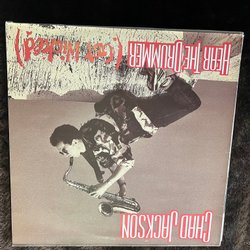 CHAD JACKSON
HEAR THE DRUMMER
(GET WICKED)